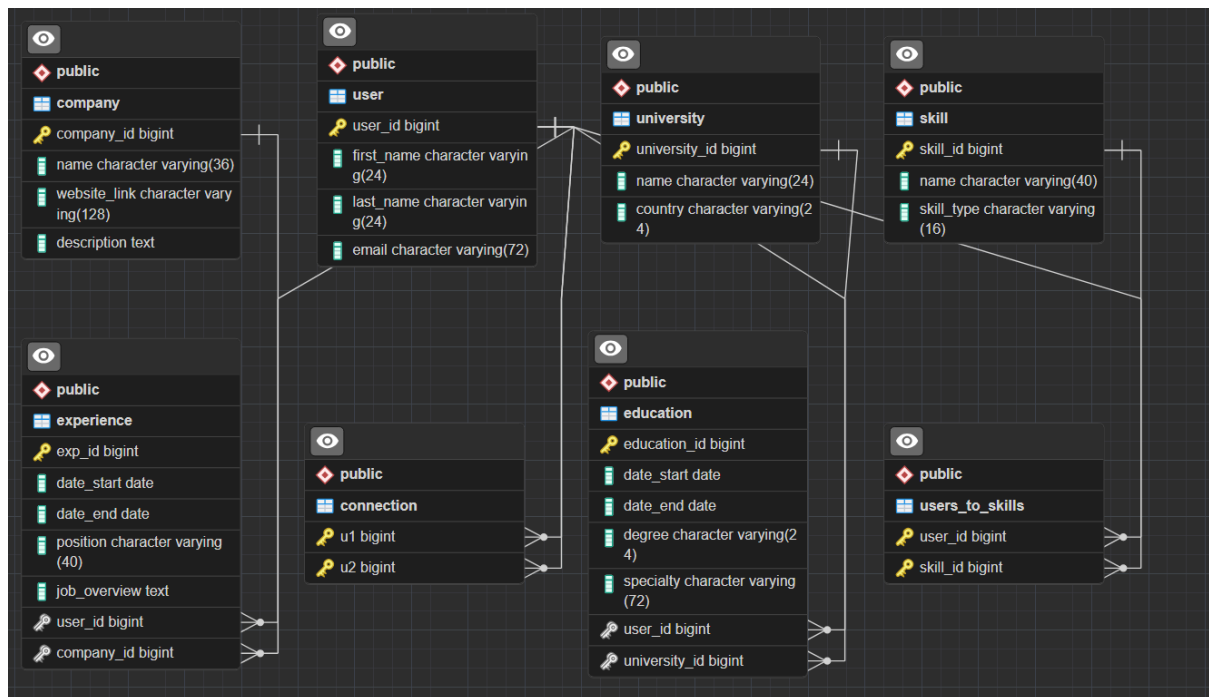 public
company
company_id bigint
name character varying(36)
website_link character vary
ing(128)
description text
public
user
user_id bigint
first_name character varyin
g(24)
last_name character varyin
g(24)
email character varying(72)
public
university
university_id bigint
name character varying(24)
country character varying(2
4)
public
skill
skill_id bigint
name character varying(40)
skill_type character varying
(16)
public
experience
exp_id bigint
date_start date
date_end date
position character varying
(40)
job_overview text
user_id bigint
company_id bigint
public
connection
u1 bigint
u2 bigint
public
education
education_id bigint
date_start date
date_end date
degree character varying(2
4)
specialty character varying
(72)
user_id bigint
university_id bigint
public
users_to_skills
user_id bigint
skill_id bigint